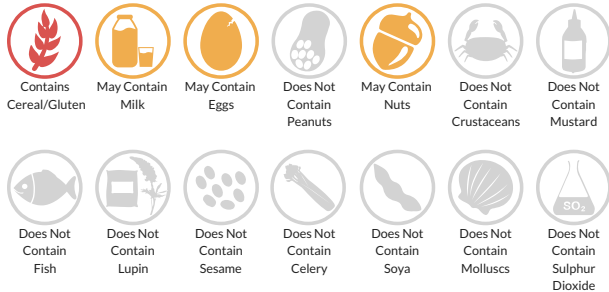 Contains
Cereal/Gluten
May Contain
Milk
May Contain
Eggs
Does Not
Contain
Peanuts
May Contain
Nuts
Does Not
Contain
Crustaceans
Does Not
Contain
Mustard
Does Not
Contain
Fish
Does Not
Contain
Lupin
Does Not
Contain
Sesame
Does Not
Contain
Celery
Does Not
Contain
Soya
Does Not
Contain
Molluscs
SO₂
Does Not
Contain
Sulphur
Dioxide